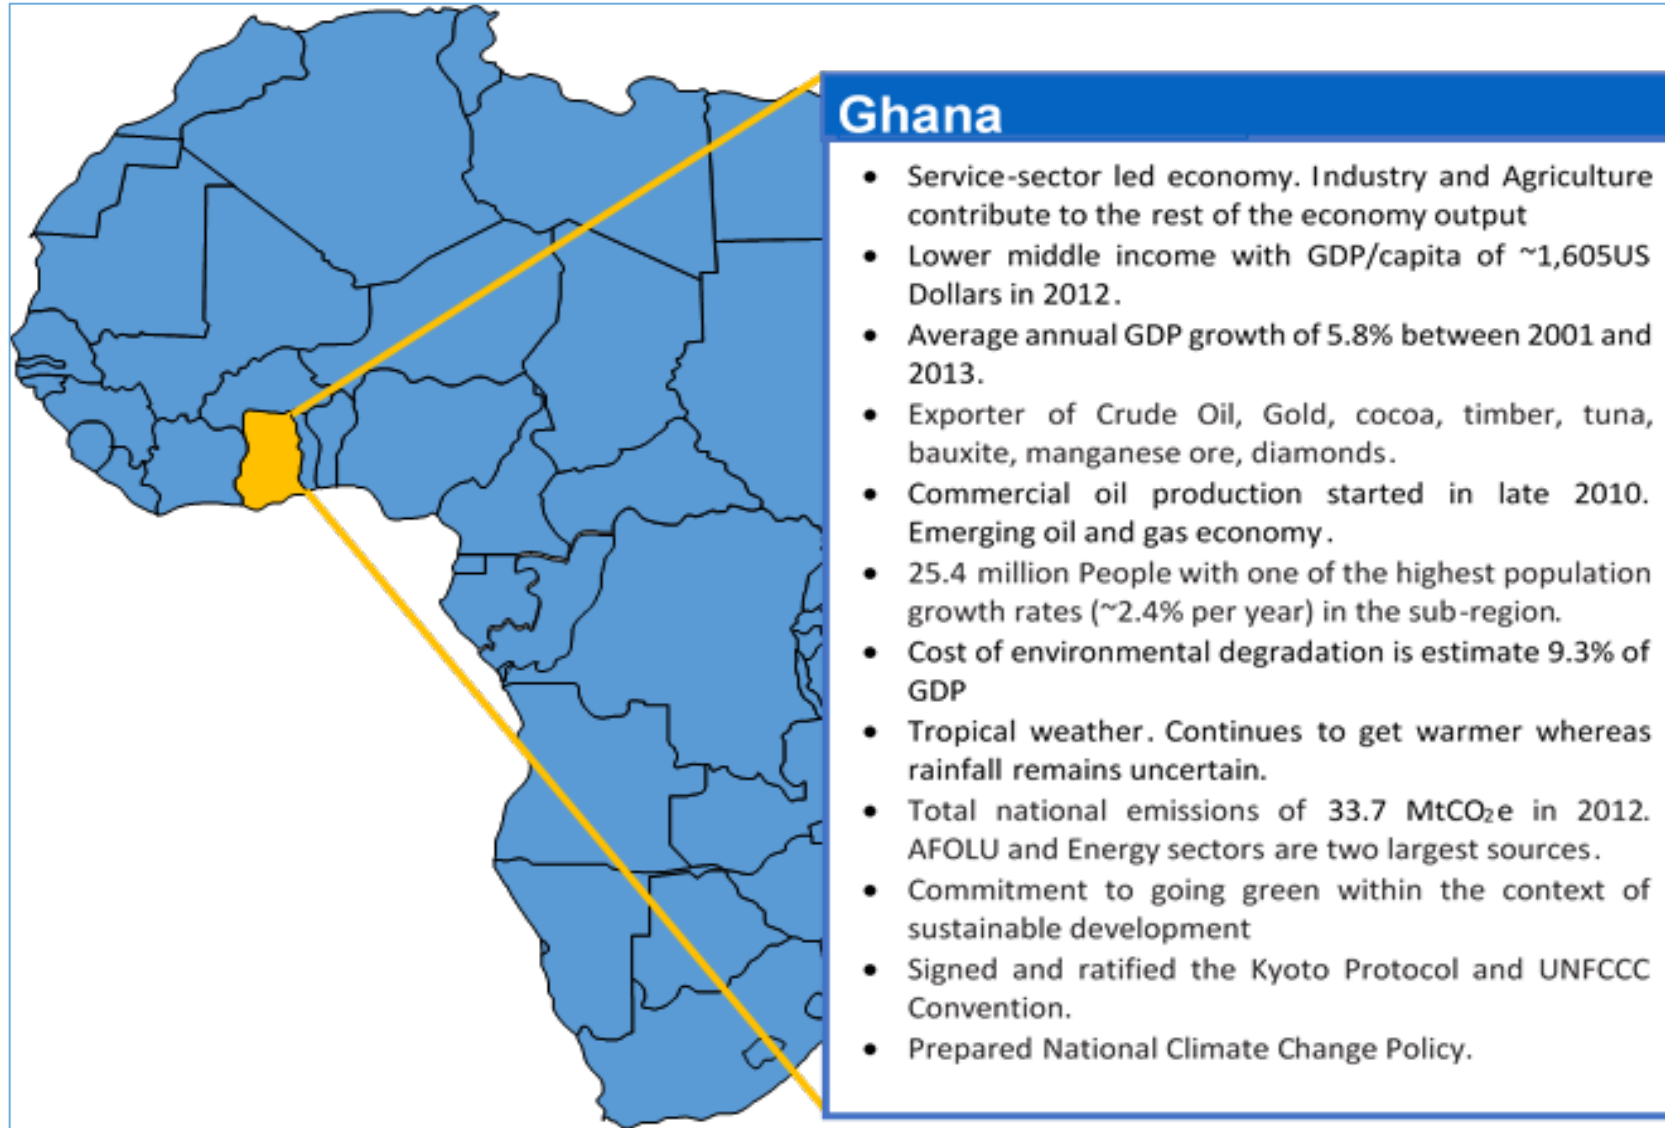 Ghana
• Service-sector led economy. Industry and Agriculture
contribute to the rest of the economy output
• Lower middle income with GDP/capita of ~1,605US
Dollars in 2012.
• Average annual GDP growth of 5.8% between 2001 and
2013.
• Exporter of Crude Oil, Gold, cocoa, timber, tuna,
bauxite, manganese ore, diamonds.
• Commercial oil production started in late 2010.
Emerging oil and gas economy.
• 25.4 million People with one of the highest population
growth rates (~2.4% per year) in the sub-region.
• Cost of environmental degradation is estimate 9.3% of
GDP
• Tropical weather. Continues to get warmer whereas
rainfall remains uncertain.
• Total national emissions of 33.7 MtCO₂e in 2012.
AFOLU and Energy sectors are two largest sources.
• Commitment to going green within the context of
sustainable development
• Signed and ratified the Kyoto Protocol and UNFCCC
Convention.
• Prepared National Climate Change Policy.